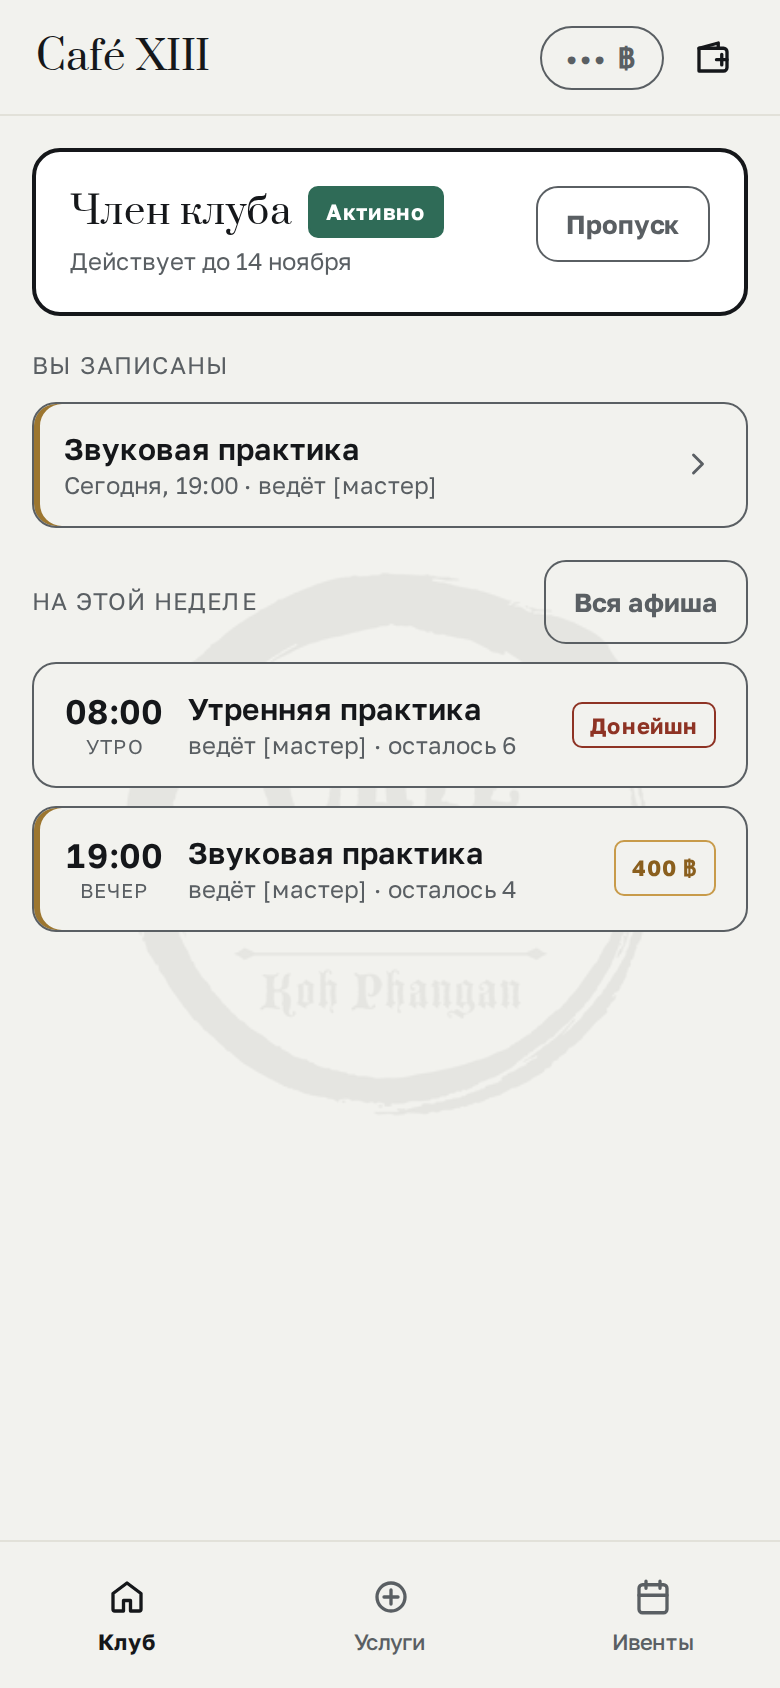 Café XIII
••• ฿
Член клуба
Активно
Пропуск
Действует до 14 ноября
ВЫ ЗАПИСАНЫ
Звуковая практика
Сегодня, 19:00 · ведёт [мастер]
НА ЭТОЙ НЕДЕЛЕ
Вся афиша
08:00
УТРО
Утренняя практика
ведёт [мастер] · осталось 6
Донейшн
19:00
ВЕЧЕР
Звуковая практика
ведёт [мастер] · осталось 4
400 ฿
Koh Phangan
Клуб
Услуги
Ивенты